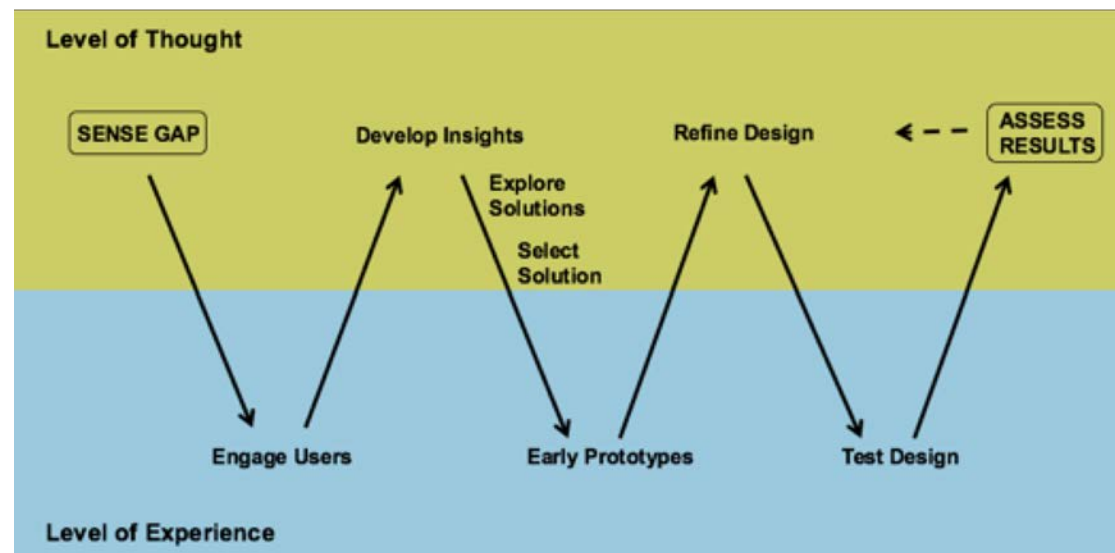 Level of Thought
SENSE GAP
Develop Insights
Refine Design
ASSESS
RESULTS
Explore
Solutions
Select
Solution
Engage Users
Early Prototypes
Test Design
Level of Experience